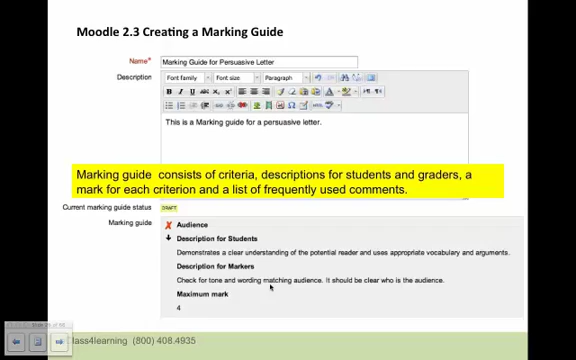 Moodle 2.3 Creating a Marking Guide
Name* Marking Guide for Persuasive Letter
Description Font family Font size Paragraph
This is a Marking guide for a persuasive letter.
Marking guide consists of criteria, descriptions for students and graders, a
mark for each criterion and a list of frequently used comments.
Current marking guide status DRAFT
Marking guide Audience
Description for Students
Demonstrates a clear understanding of the potential reader and uses appropriate vocabulary and arguments.
Description for Markers
Check for tone and wording matching audience. It should be clear who is the audience.
Maximum mark
4
class4learning (800) 408.4935